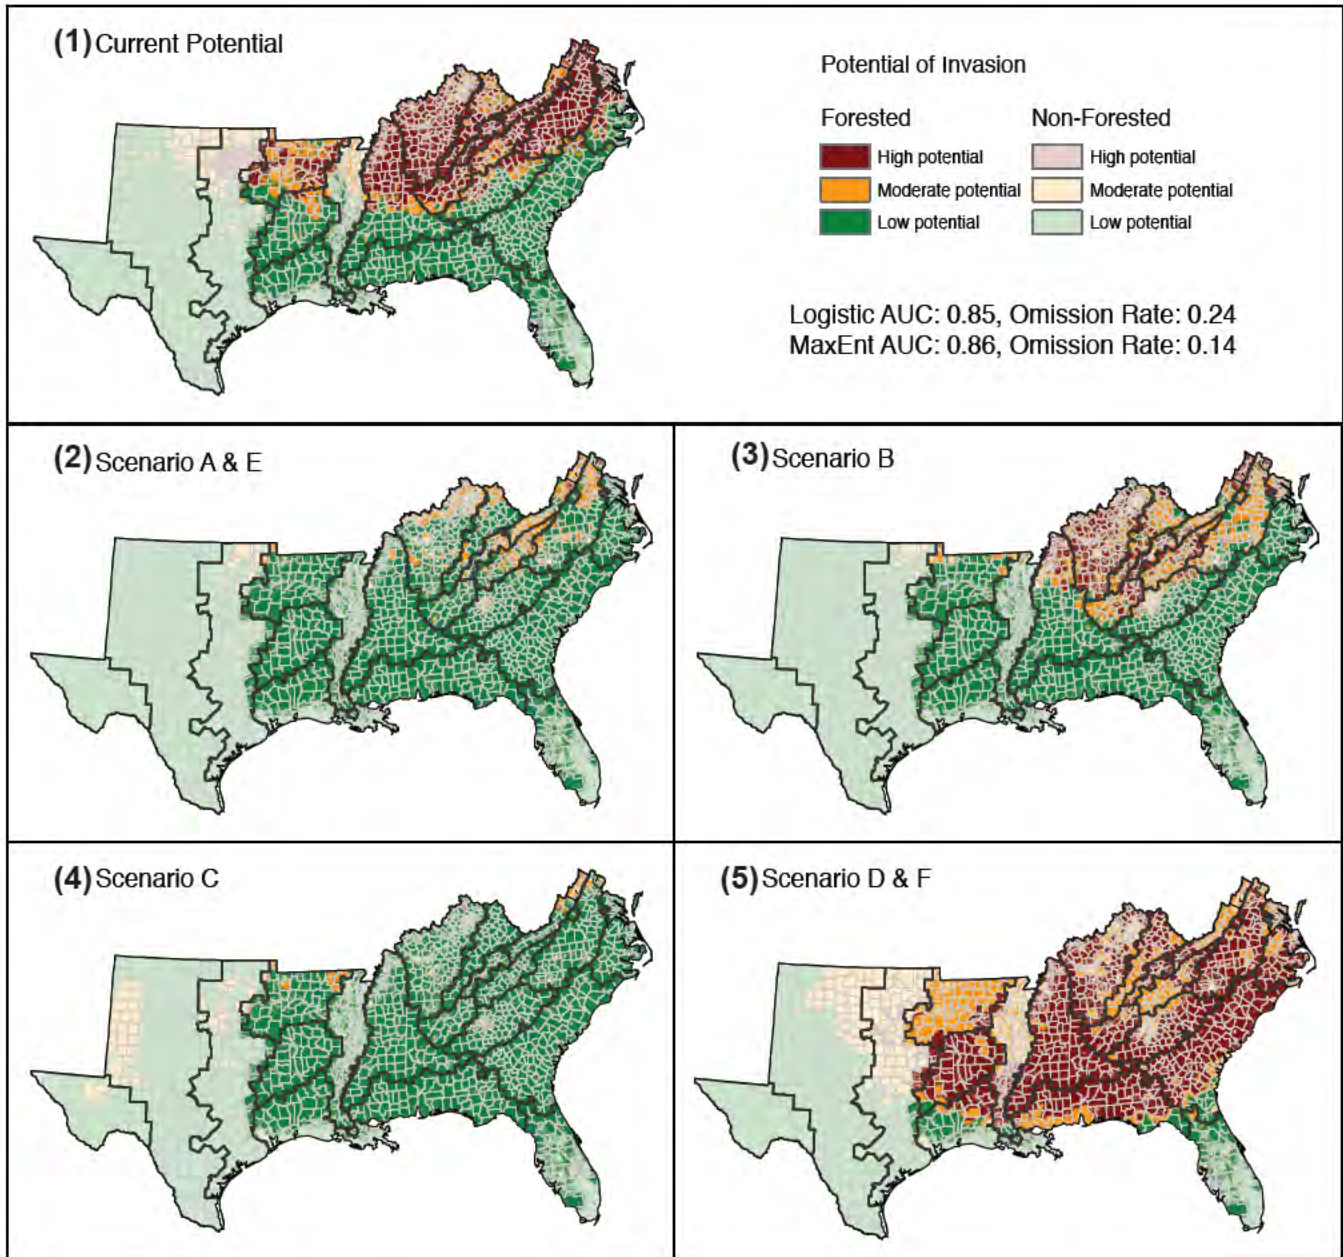 (1) Current Potential
Potential of Invasion
Forested Non-Forested
High potential High potential
Moderate potential Moderate potential
Low potential Low potential
Logistic AUC: 0.85, Omission Rate: 0.24
MaxEnt AUC: 0.86, Omission Rate: 0.14
(2) Scenario A & E
(3) Scenario B
(4) Scenario C
(5) Scenario D & F